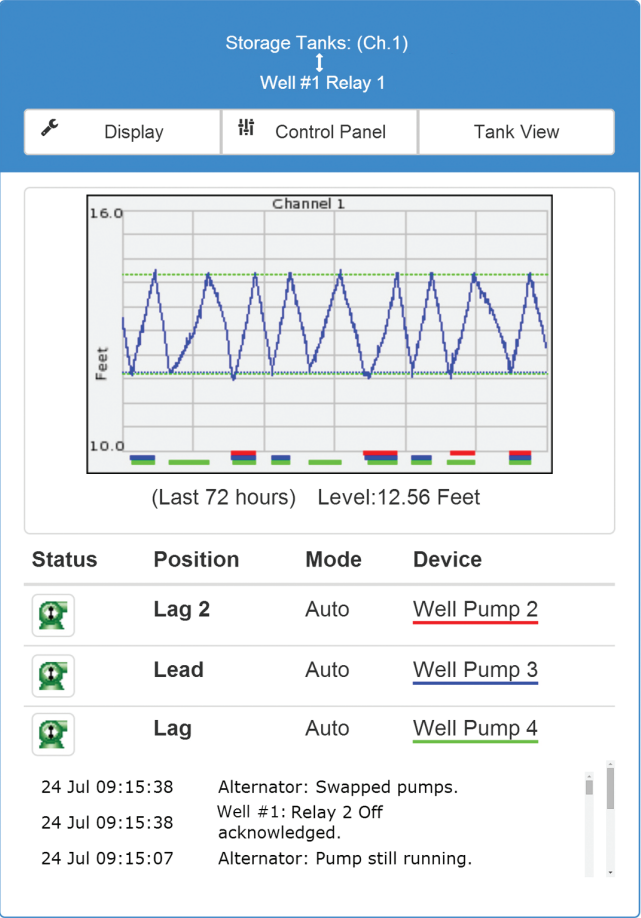 Storage Tanks: (Ch.1)
Well #1 Relay 1
Display
Control Panel
Tank View
Channel 1
16.0
Feet
10.0
(Last 72 hours) Level:12.56 Feet
Status Position Mode Device
Lag 2 Auto Well Pump 2
Lead Auto Well Pump 3
Lag Auto Well Pump 4
24 Jul 09:15:38 Alternator: Swapped pumps.
24 Jul 09:15:38 Well #1: Relay 2 Off
acknowledged.
24 Jul 09:15:07 Alternator: Pump still running.